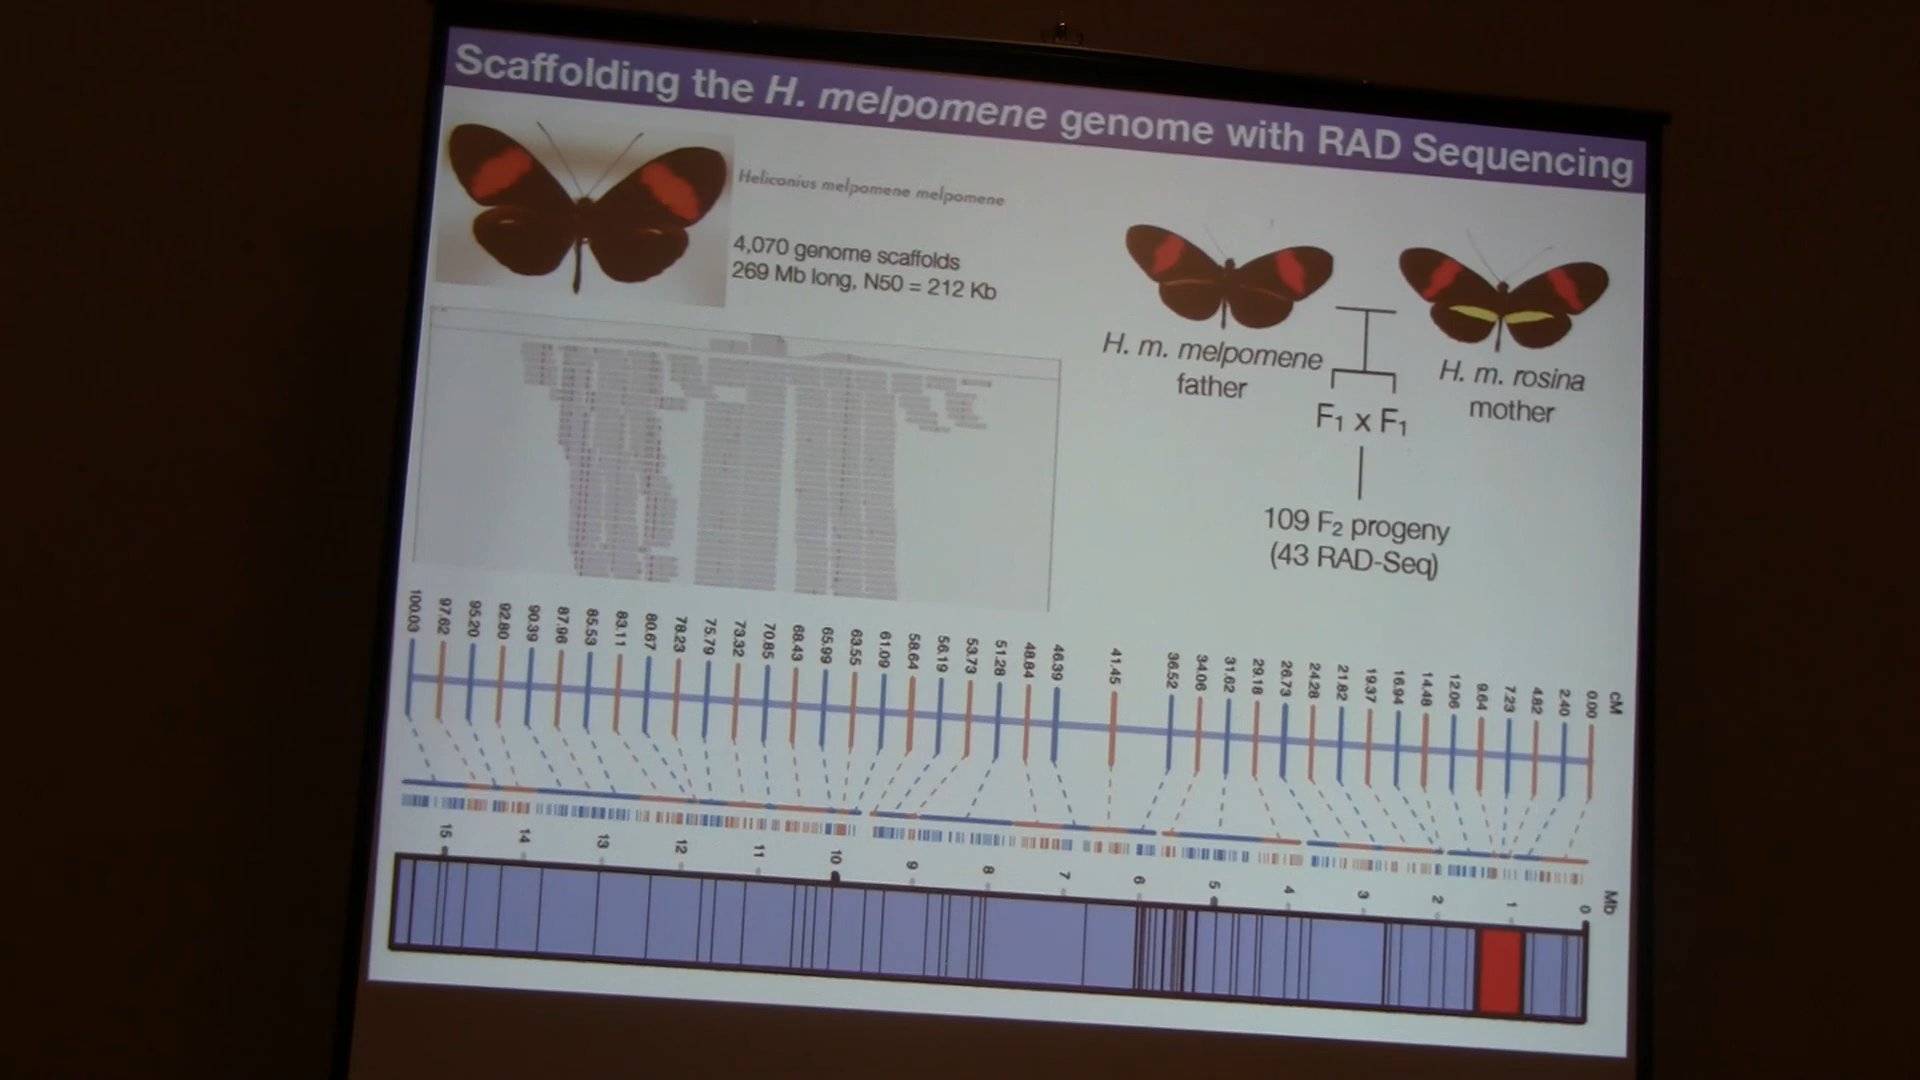 Scaffolding the H. melpomene genome with RAD Sequencing
Heliconius melpomene melpomene
4,070 genome scaffolds
269 Mb long, N50 = 212 Kb
H. m. melpomene
father
H. m. rosina
mother
F₁ x F₁
109 F₂ progeny
(43 RAD-Seq)
100.03 97.62 95.20 92.80 90.39 87.96 85.53 83.11 80.67 78.23 75.79 73.32 70.85 68.43 65.99 63.55 61.09 58.64 56.19 53.73 51.28 48.84 46.39 41.45 36.52 34.06 31.62 29.18 26.73 24.28 21.82 19.37 16.94 14.48 12.06 9.64 7.23 4.82 2.40 0.00 cM
15 14 13 12 11 10 9 8 7 6 5 4 3 2 1 0 Mb